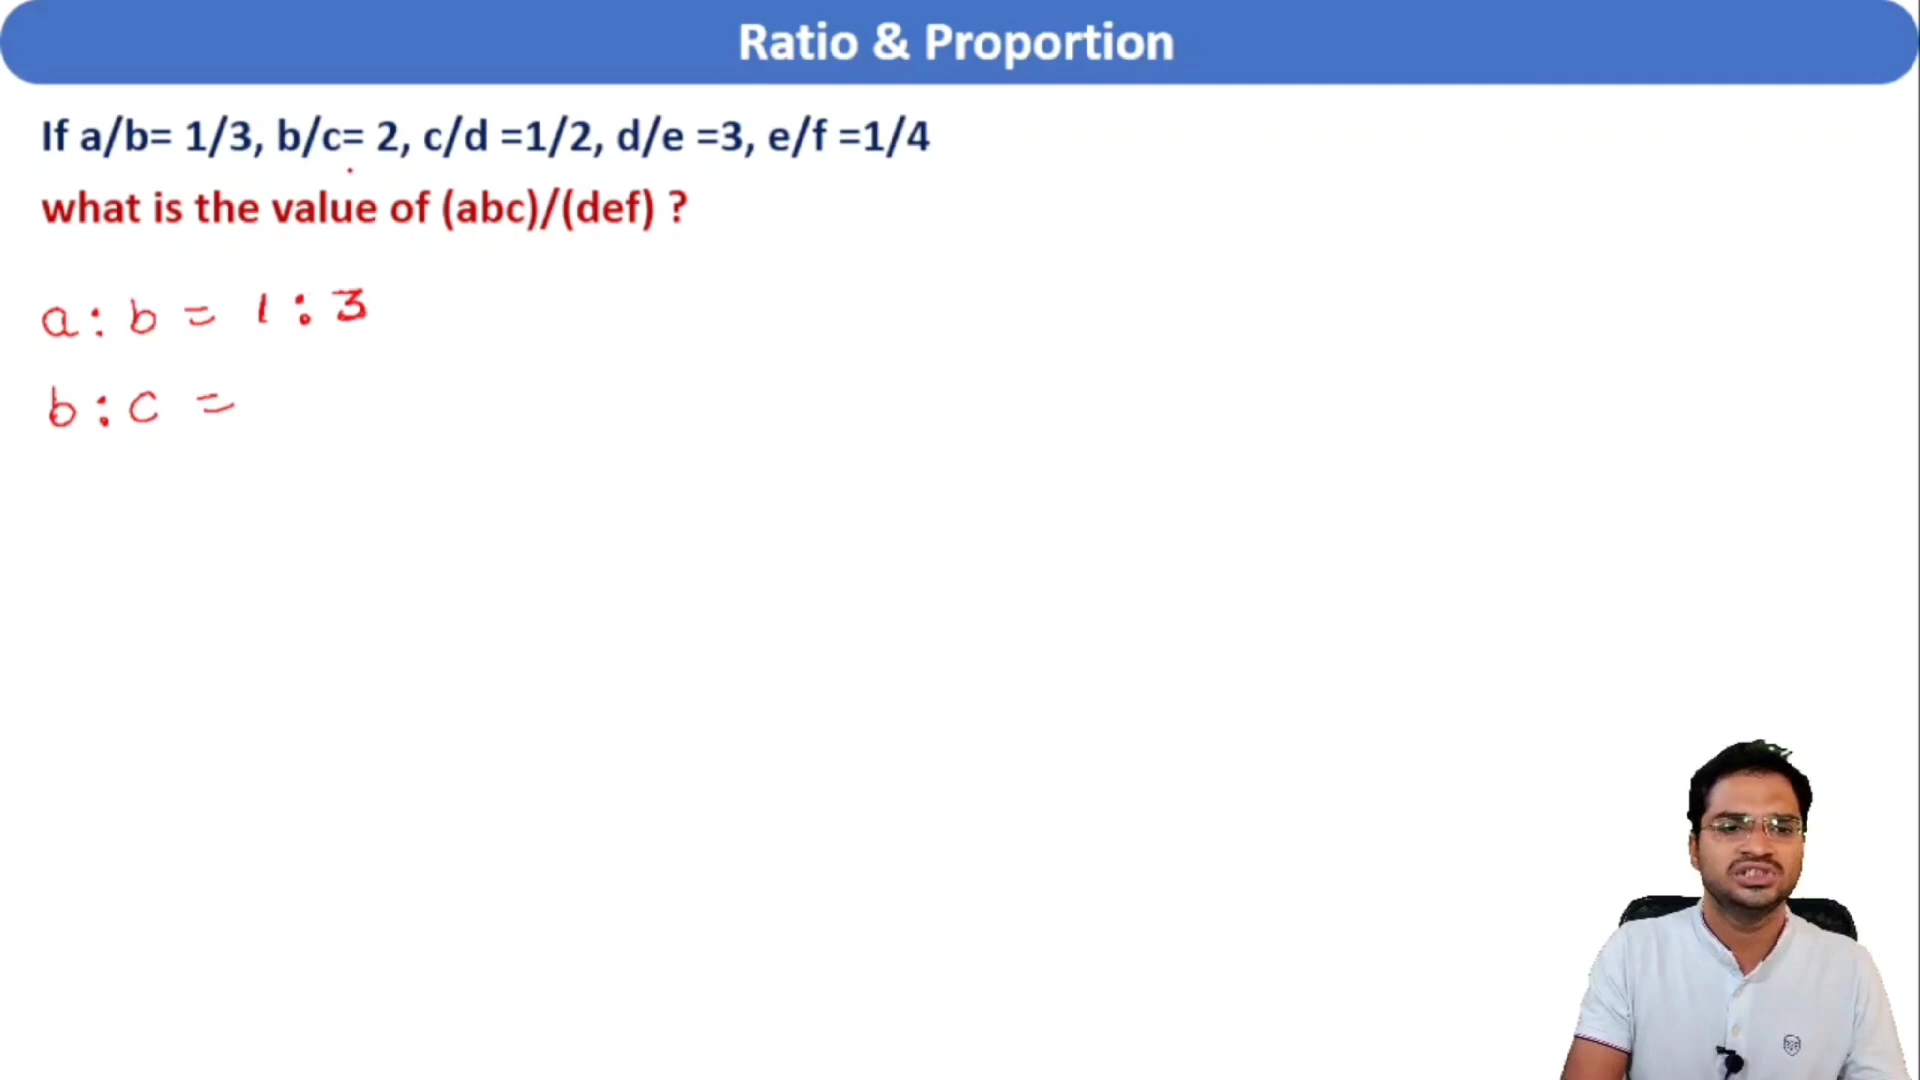 Ratio & Proportion
If a/b= 1/3, b/c= 2, c/d =1/2, d/e =3, e/f =1/4
what is the value of (abc)/(def) ?
a : b = 1 : 3
b : c =